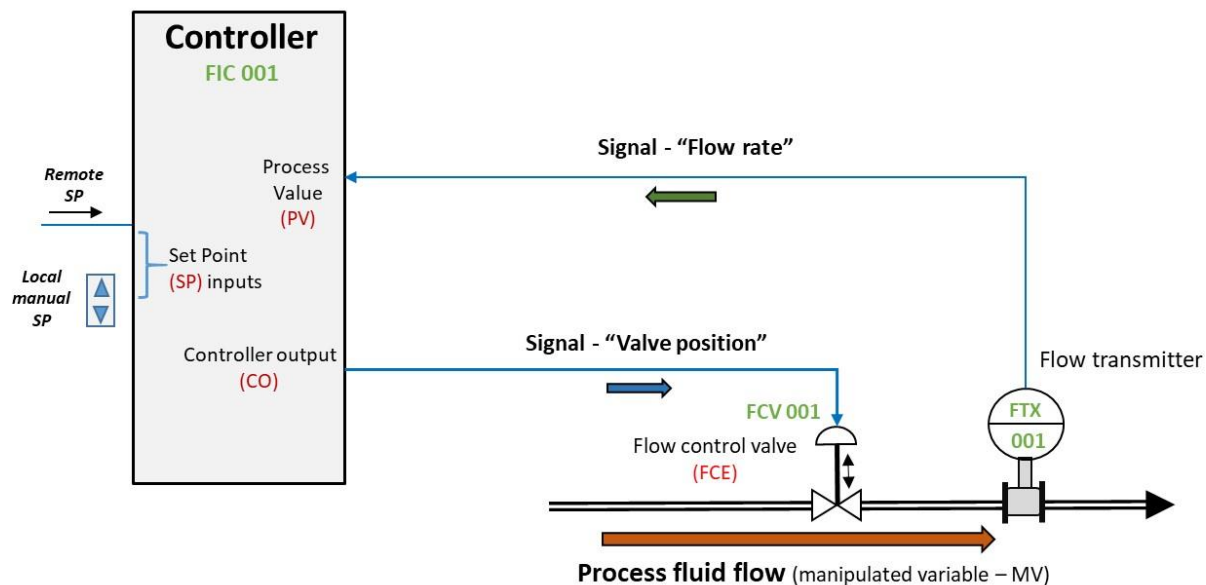 Controller
FIC 001
Signal - “Flow rate”
Process
Value
(PV)
Remote
SP
Set Point
(SP) inputs
Local
manual
SP
Signal - “Valve position”
Controller output
(CO)
Flow transmitter
FCV 001
FTX
001
Flow control valve
(FCE)
Process fluid flow (manipulated variable – MV)